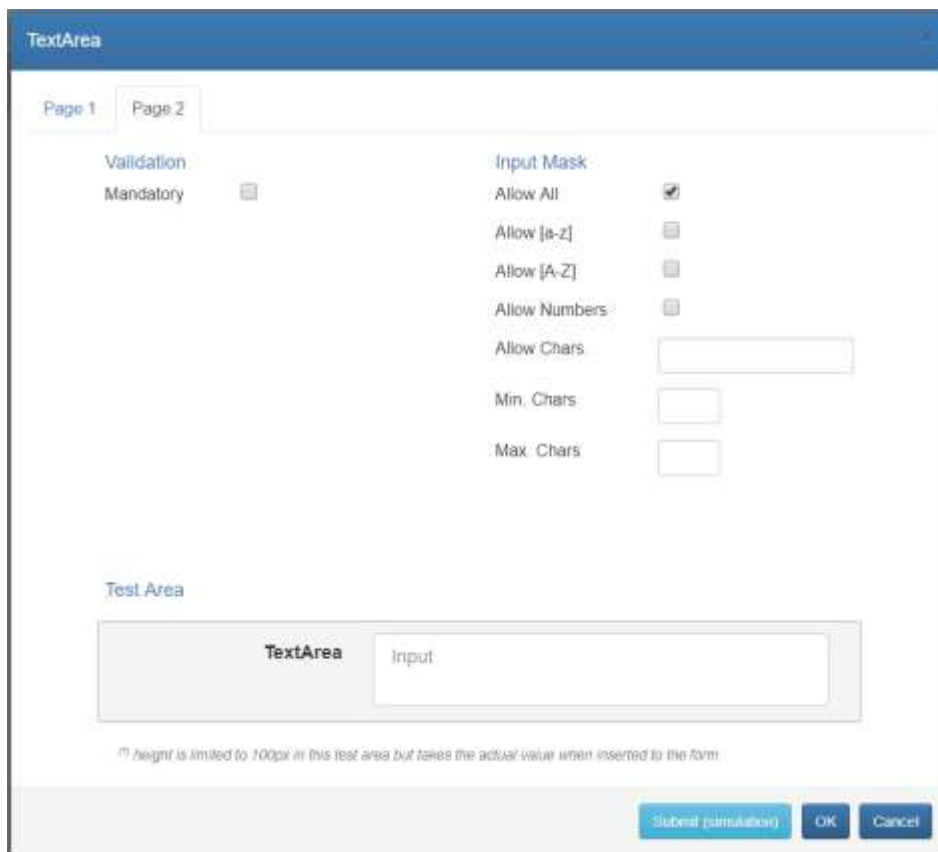 TextArea
Page 1 Page 2
Validation
Mandatory
Input Mask
Allow All
Allow [a-z]
Allow [A-Z]
Allow Numbers
Allow Chars.
Min. Chars
Max. Chars
Test Area
TextArea Input
(*) height is limited to 100px in this test area but takes the actual value when inserted to the form.
Submit (simulation) OK Cancel